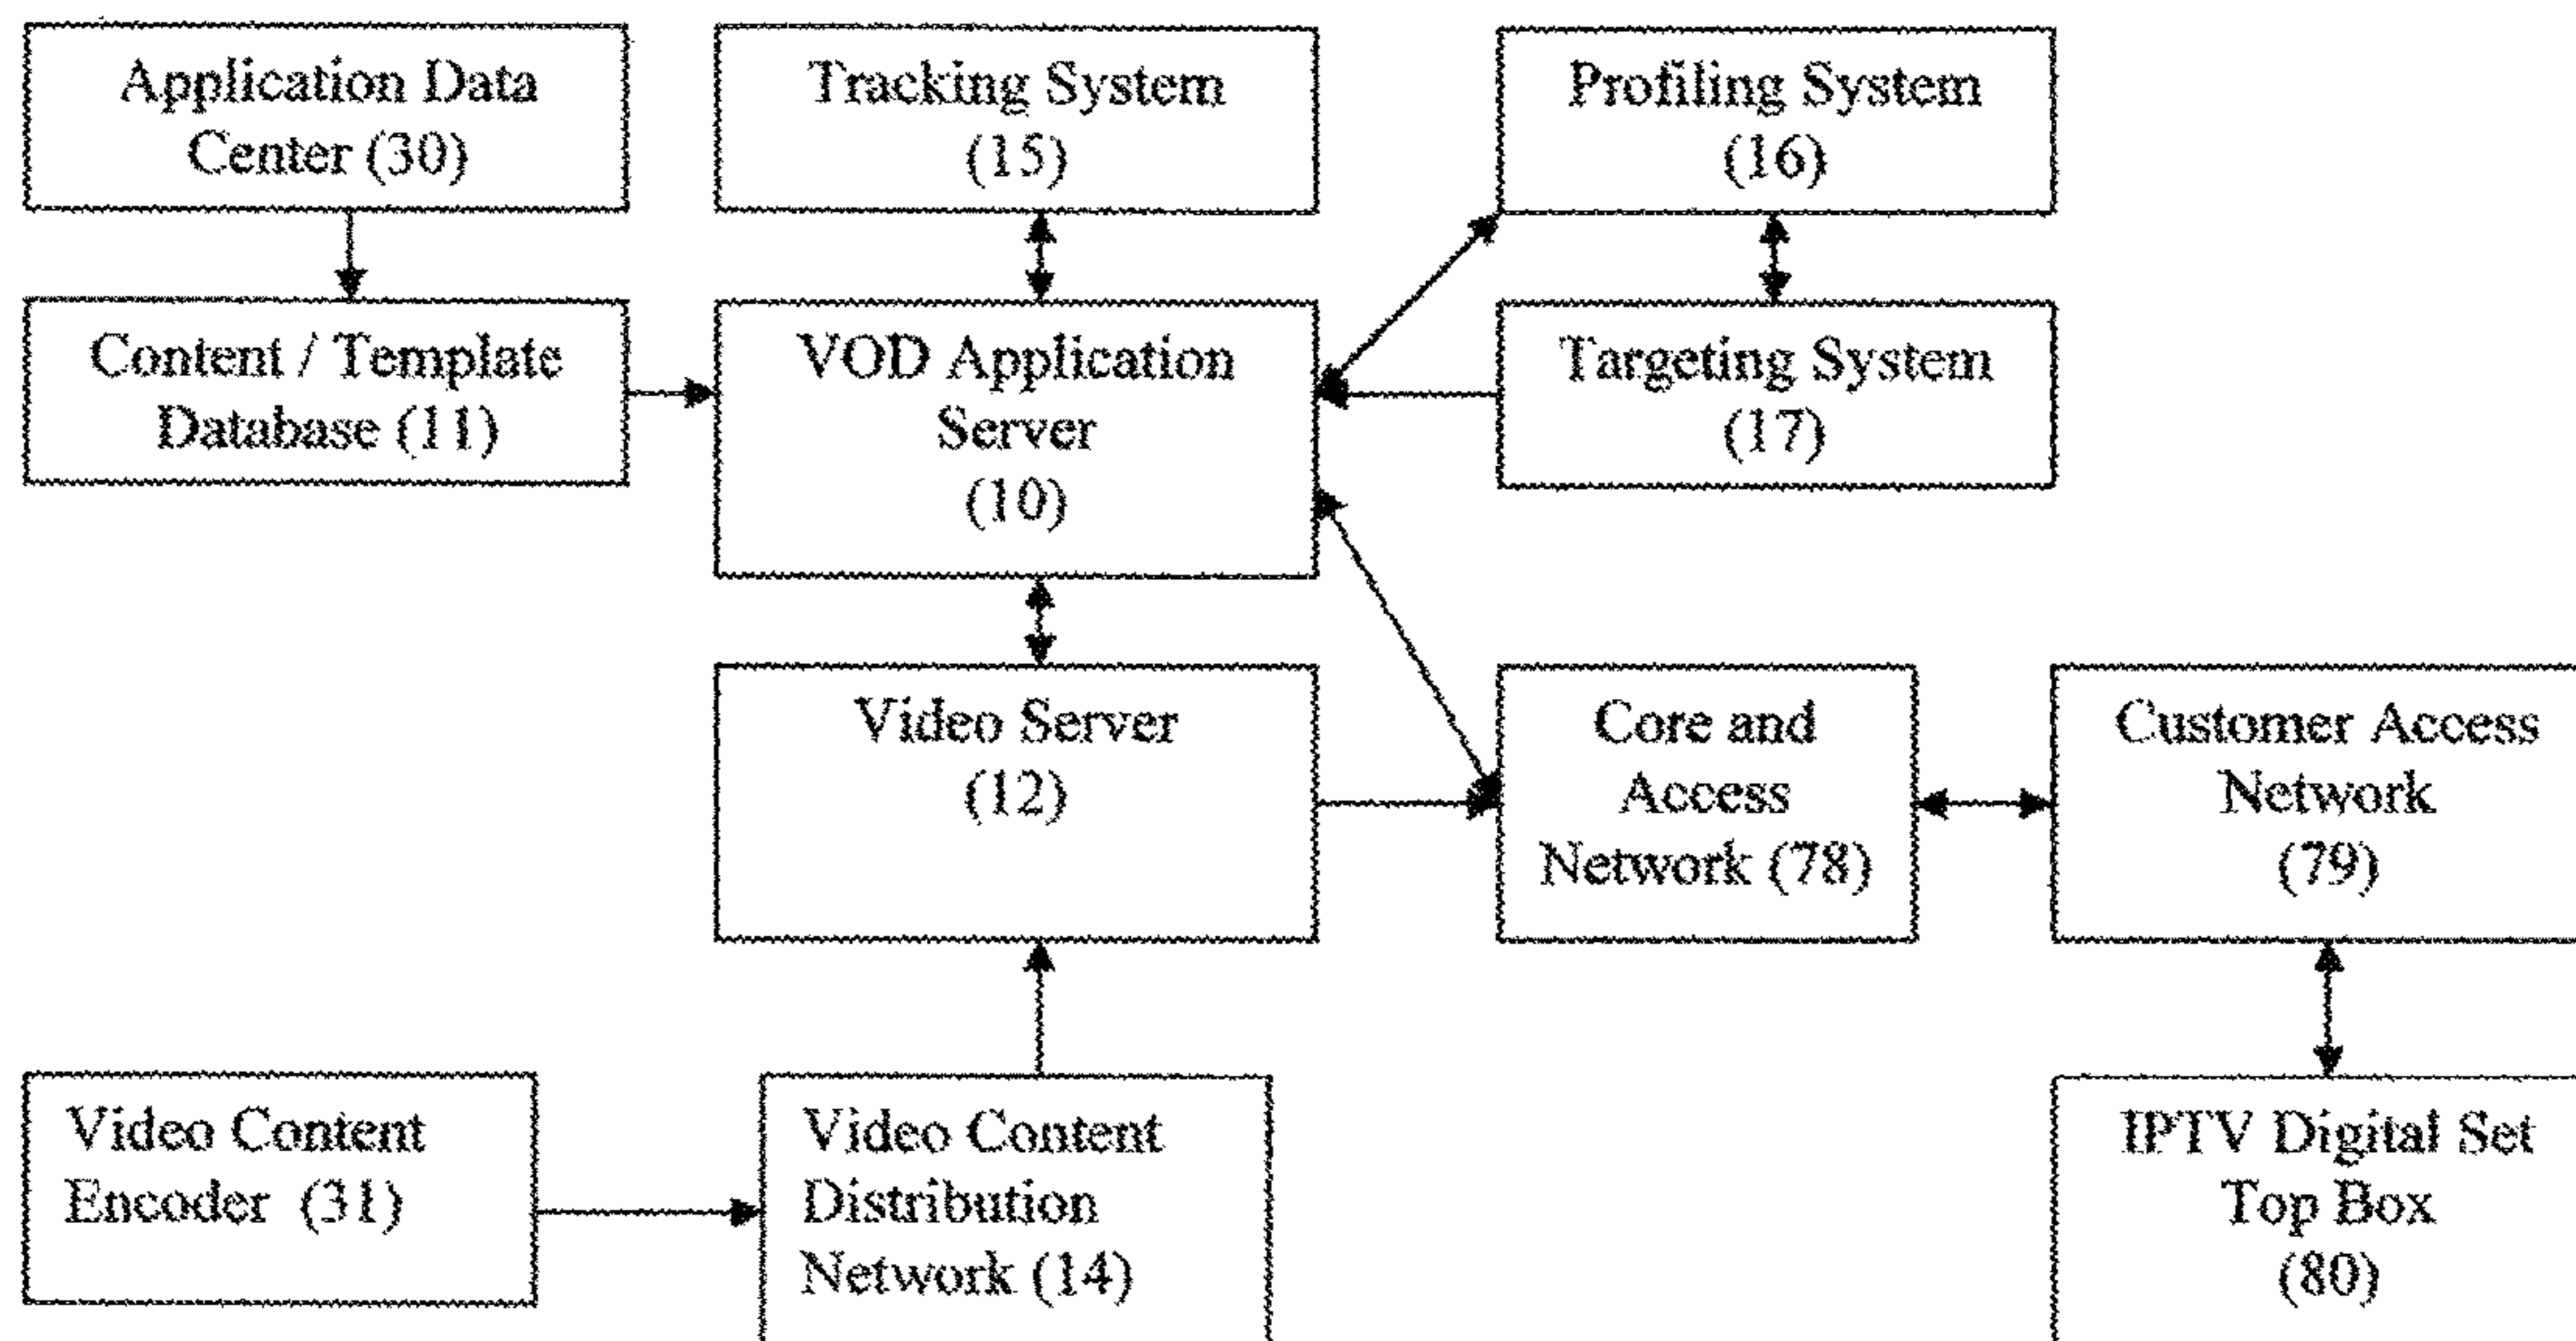 Application Data
Center (30)
Tracking System
(15)
Profiling System
(16)
Content / Template
Database (11)
VOD Application
Server
(10)
Targeting System
(17)
Video Server
(12)
Core and
Access
Network (78)
Customer Access
Network
(79)
Video Content
Encoder (31)
Video Content
Distribution
Network (14)
IPTV Digital Set
Top Box
(80)